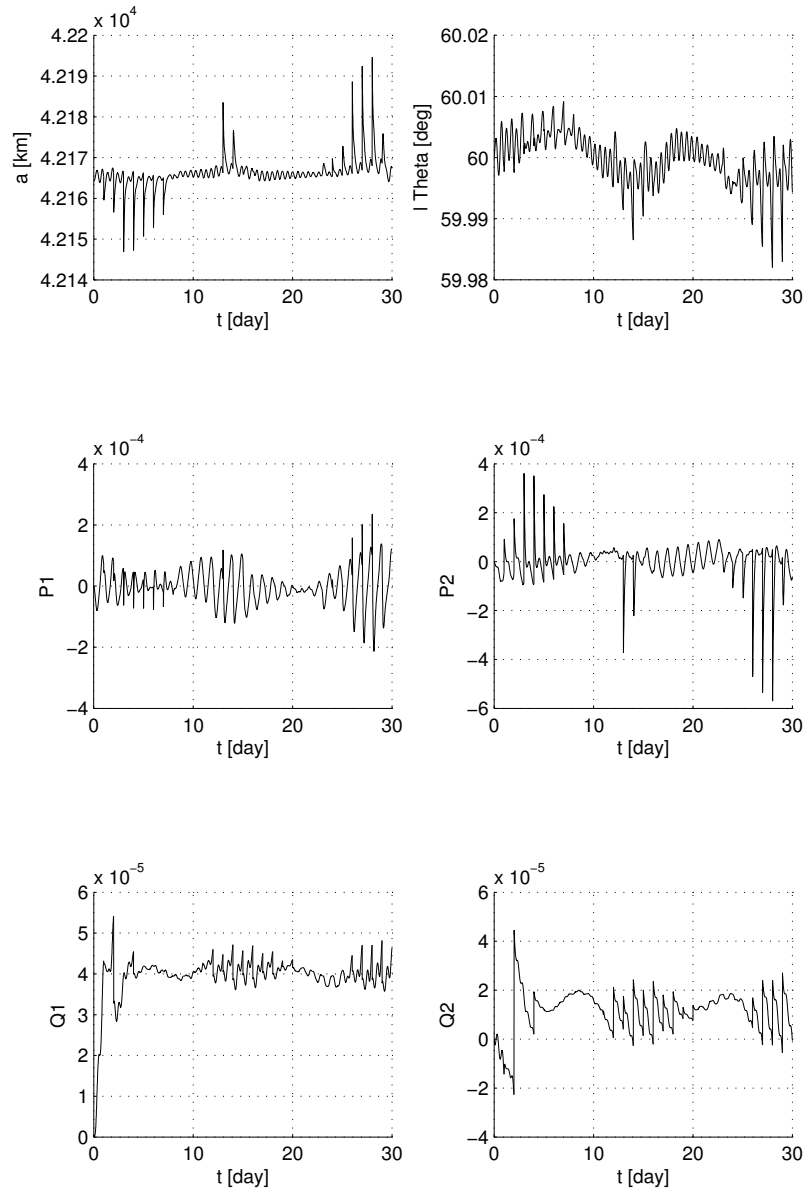 x 10⁻⁴
4.22
4.219
4.218
4.217
4.216
4.215
4.214
a [km]
0 10 20 30
t [day]
60.02
60.01
60
59.99
59.98
l Theta [deg]
0 10 20 30
t [day]
x 10⁻⁴
4
2
0
−2
−4
P1
0 10 20 30
t [day]
x 10⁻⁴
4
2
0
−2
−4
−6
P2
0 10 20 30
t [day]
x 10⁻⁵
6
5
4
3
2
1
0
Q1
0 10 20 30
t [day]
x 10⁻⁵
6
4
2
0
−2
−4
Q2
0 10 20 30
t [day]